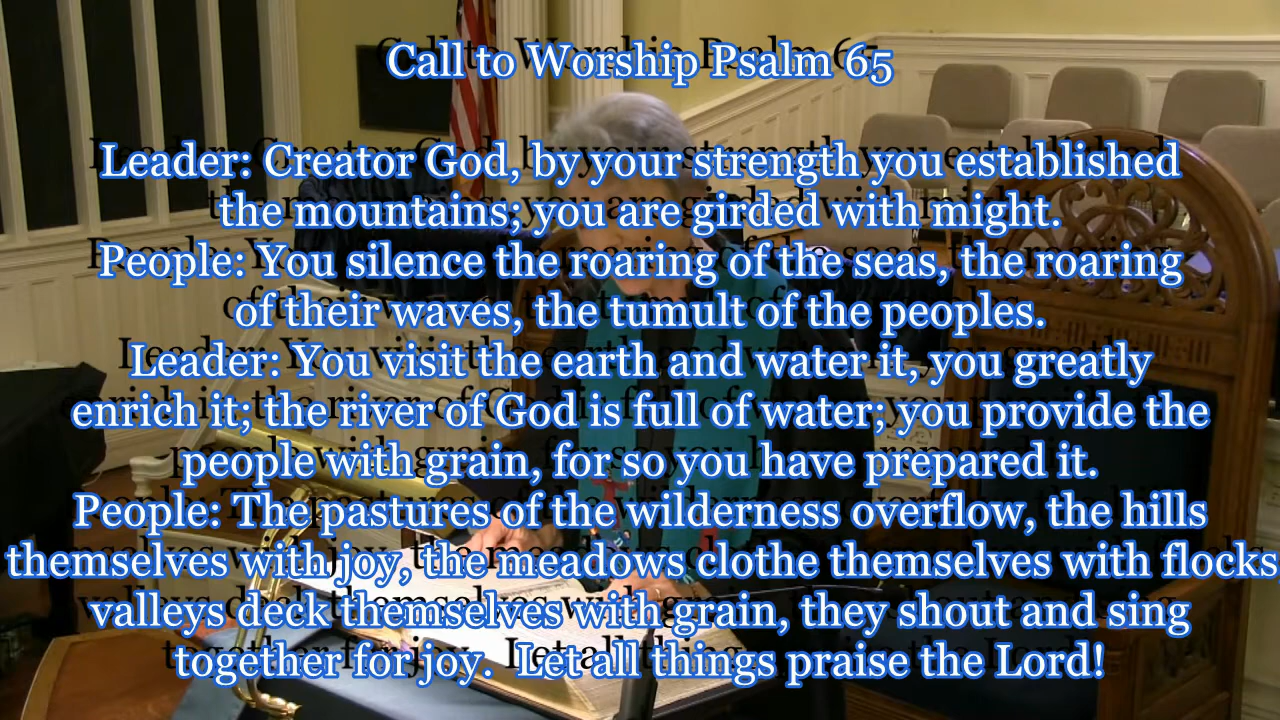 Call to Worship Psalm 65
Leader: Creator God, by your strength you established
the mountains; you are girded with might.
People: You silence the roaring of the seas, the roaring
of their waves, the tumult of the peoples.
Leader: You visit the earth and water it, you greatly
enrich it; the river of God is full of water; you provide the
people with grain, for so you have prepared it.
People: The pastures of the wilderness overflow, the hills
themselves with joy, the meadows clothe themselves with flocks
valleys deck themselves with grain, they shout and sing
together for joy.  Let all things praise the Lord!